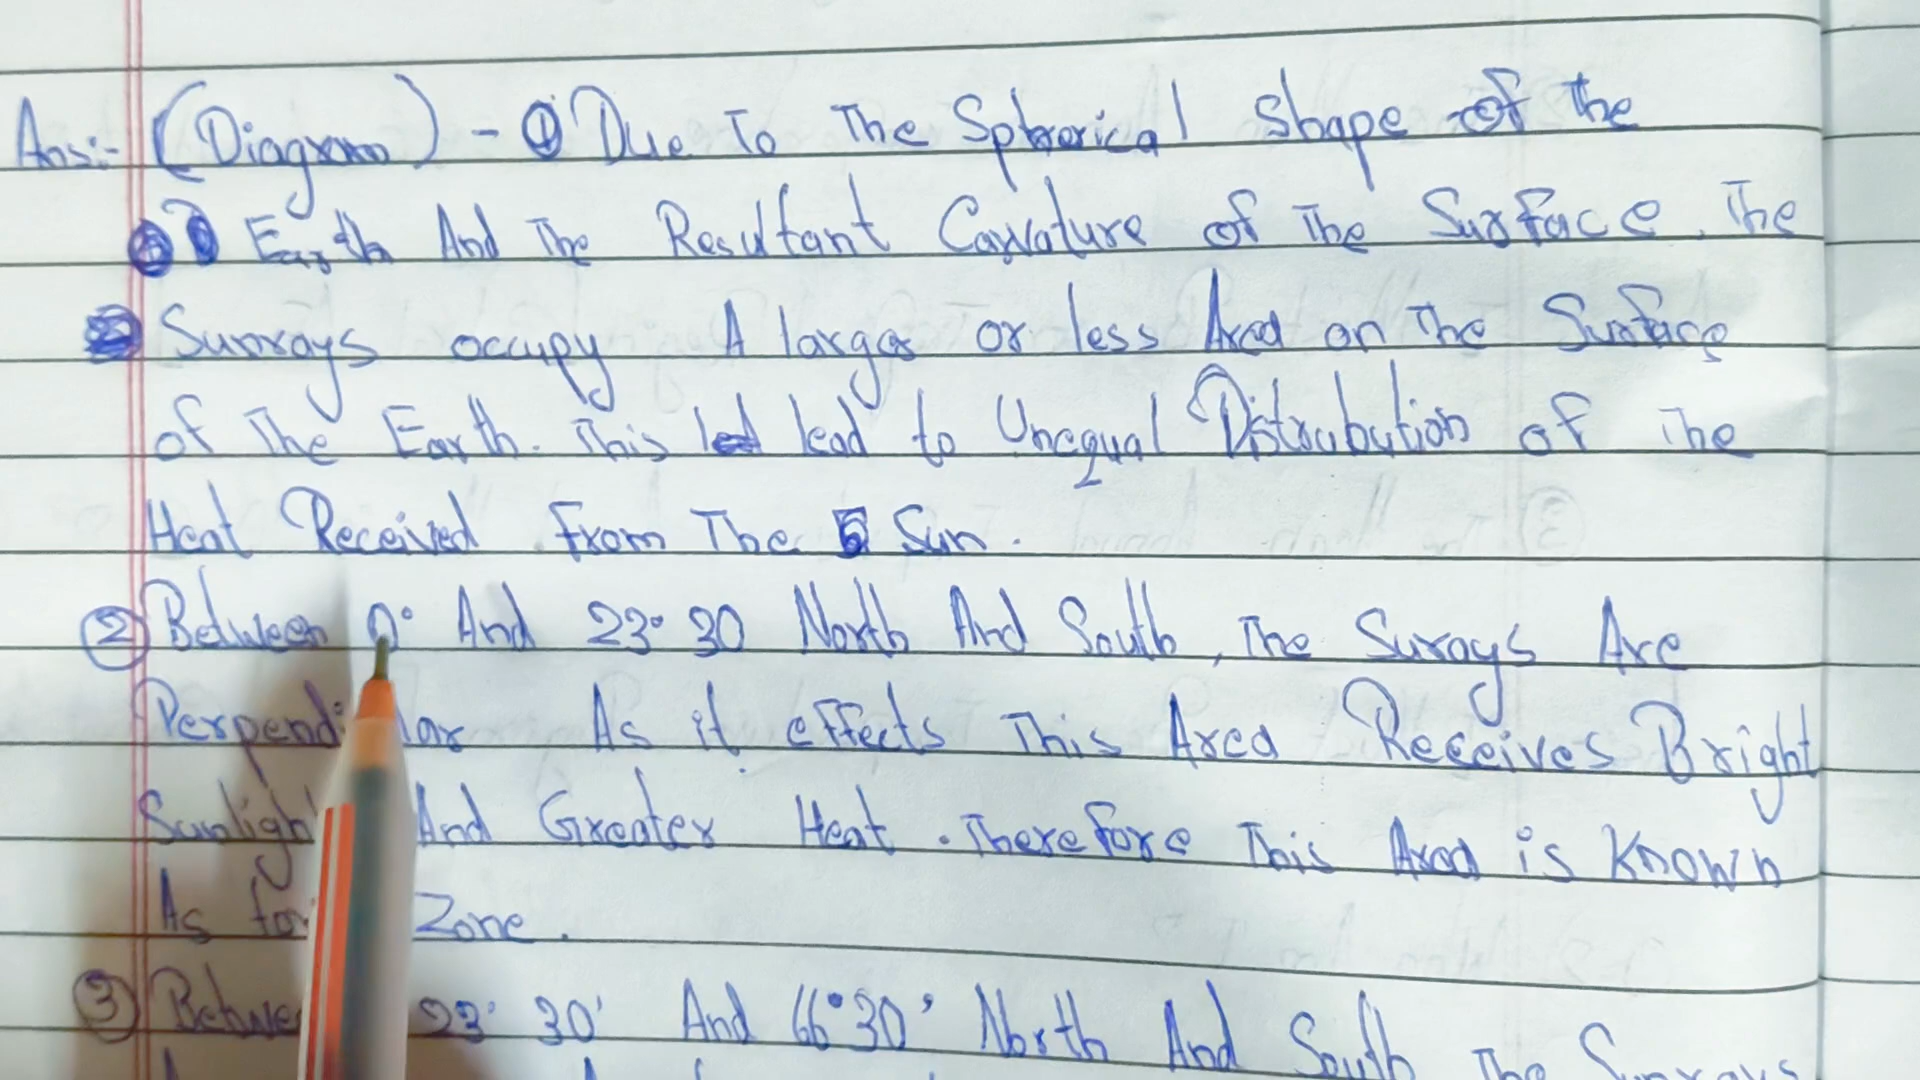 Ans:- (Diagram) - ① Due To The Spherical Shape of the
Earth And The Resultant Carvature of The Surface. The
Sunrays occupy A larger or less Area on The Surface
of The Earth. This led lead to Unequal Distrubution of The
Heat Received From The Sun.
② Between 0° And 23° 30 North And South, The Surays Are
As it effects This Area Receives Bright
And Greater Heat. Therefore This Area is Known
As Zone.
③ 23° 30' And 66°30' North And South The Sunrays